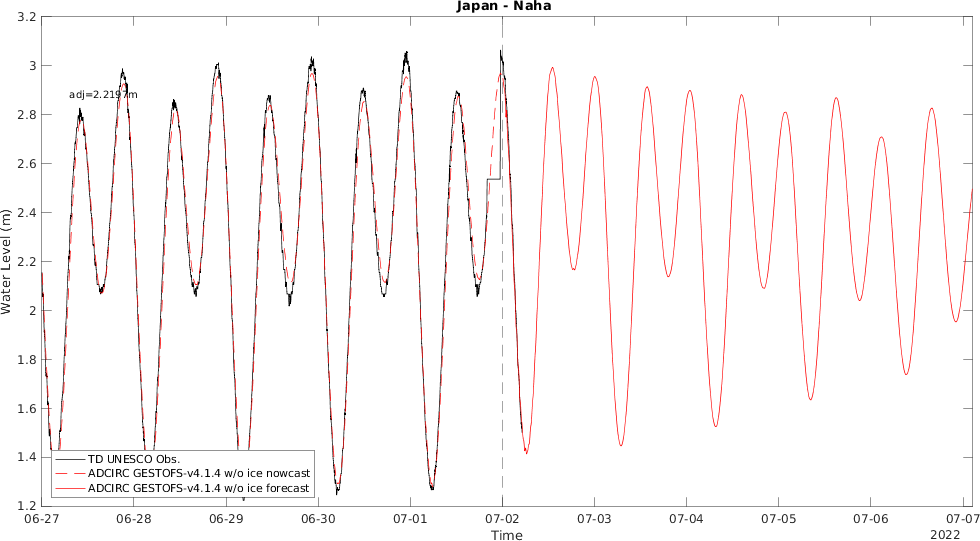 Japan - Naha
3.2
3
2.8
2.6
2.4
2.2
2
1.8
1.6
1.4
1.2
Water Level (m)
adj=2.2197m
TD UNESCO Obs.
ADCIRC GESTOFS-v4.1.4 w/o ice nowcast
ADCIRC GESTOFS-v4.1.4 w/o ice forecast
06-27 06-28 06-29 06-30 07-01 07-02 07-03 07-04 07-05 07-06 07-07
Time
2022